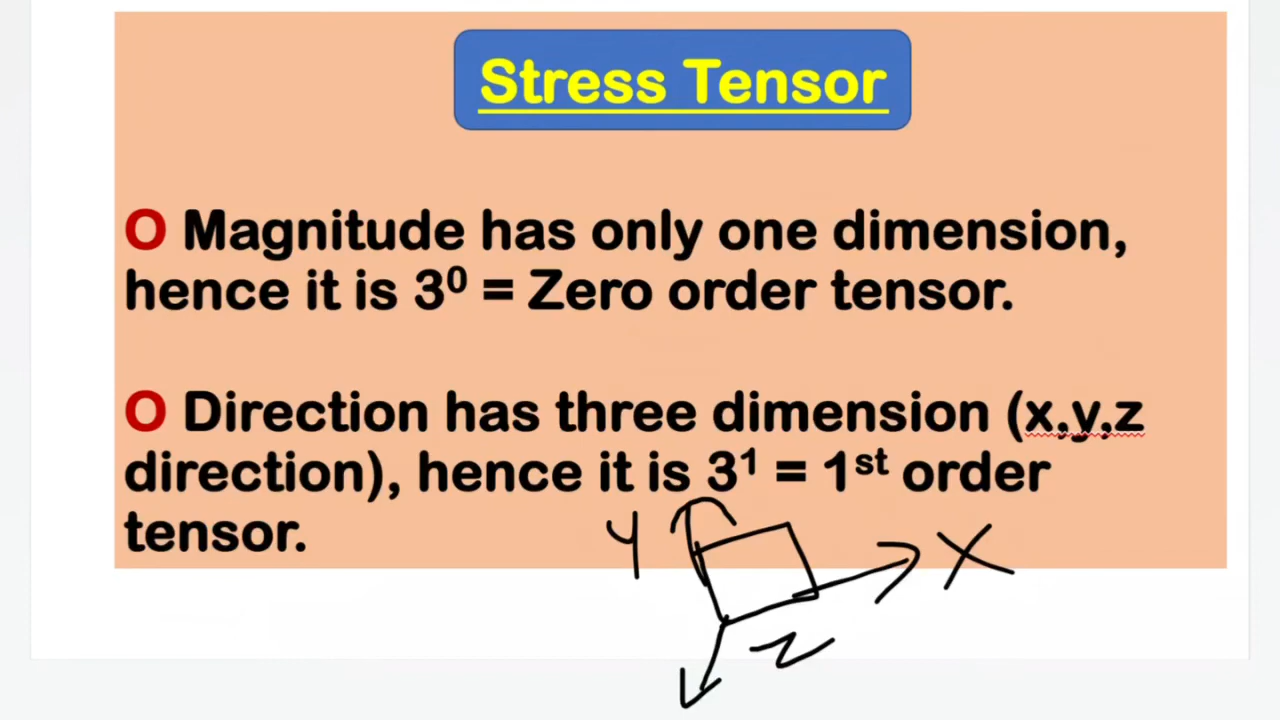 Stress Tensor
O Magnitude has only one dimension,
hence it is 3⁰ = Zero order tensor.
O Direction has three dimension (x,y,z
direction), hence it is 3¹ = 1ˢᵗ order
tensor.
Y
X
Z